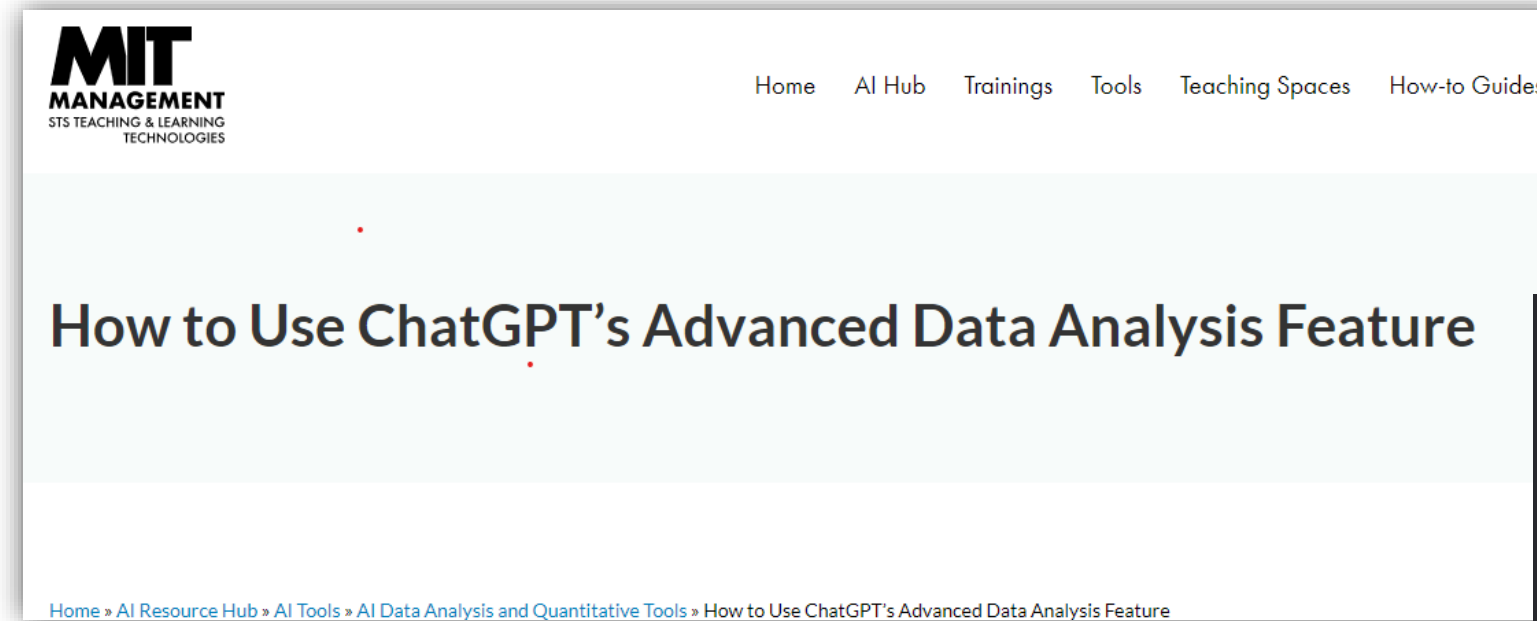 MIT
MANAGEMENT
STS TEACHING & LEARNING
TECHNOLOGIES
Home AI Hub Trainings Tools Teaching Spaces How-to Guides
How to Use ChatGPT’s Advanced Data Analysis Feature
Home » AI Resource Hub » AI Tools » AI Data Analysis and Quantitative Tools » How to Use ChatGPT’s Advanced Data Analysis Feature